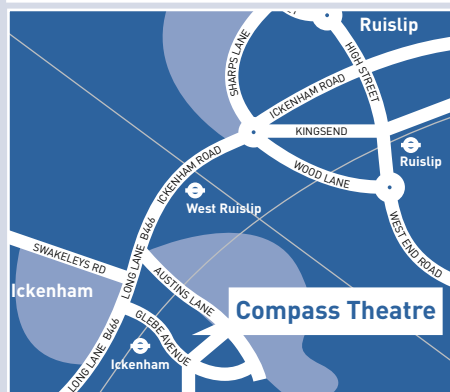 Ruislip
SHARPS LANE
HIGH STREET
ICKENHAM ROAD
KINGSEND
Ruislip
ICKENHAM ROAD
WOOD LANE
West Ruislip
WEST END ROAD
LONG LANE B466
SWAKELEYS RD
AUSTINS LANE
Ickenham
Compass Theatre
GLEBE AVENUE
LONG LANE B466
Ickenham